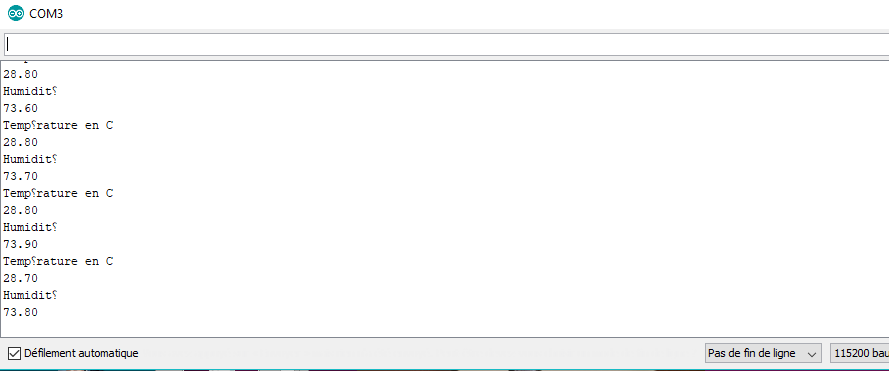 COM3
28.80
Humidit⸮
73.60
Temp⸮rature en C
28.80
Humidit⸮
73.70
Temp⸮rature en C
28.80
Humidit⸮
73.90
Temp⸮rature en C
28.70
Humidit⸮
73.80
Défilement automatique
Pas de fin de ligne
115200 bau